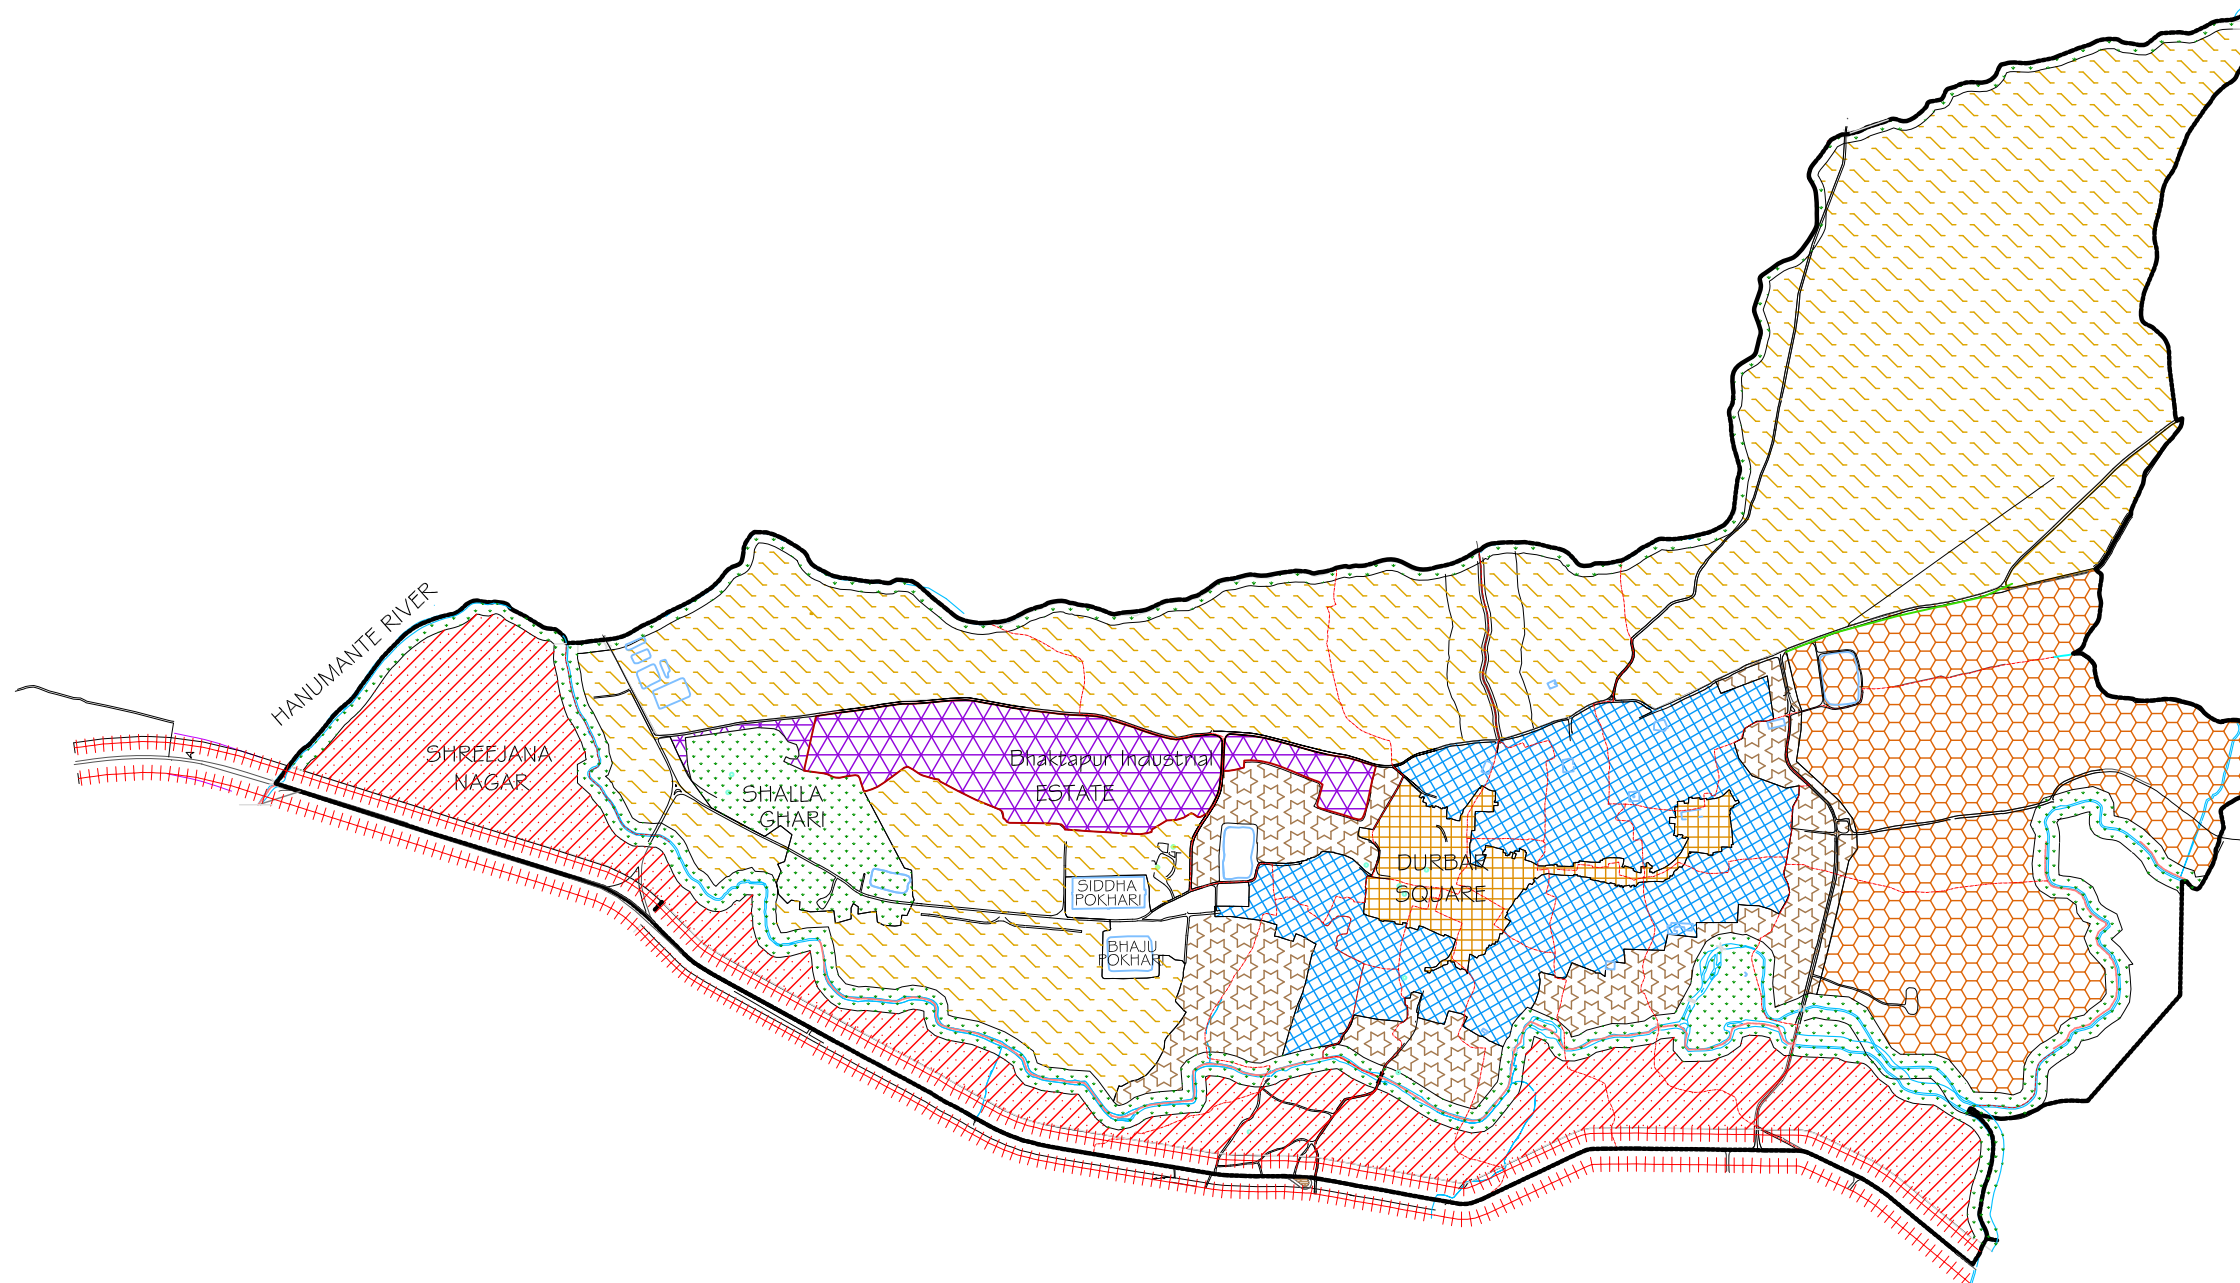 HANUMANTE RIVER
SHREEJANA
NAGAR
SHALLA
GHARI
Bhaktapur Industrial
ESTATE
SIDDHA
POKHARI
BHAJU
POKHARI
DURBAR
SQUARE